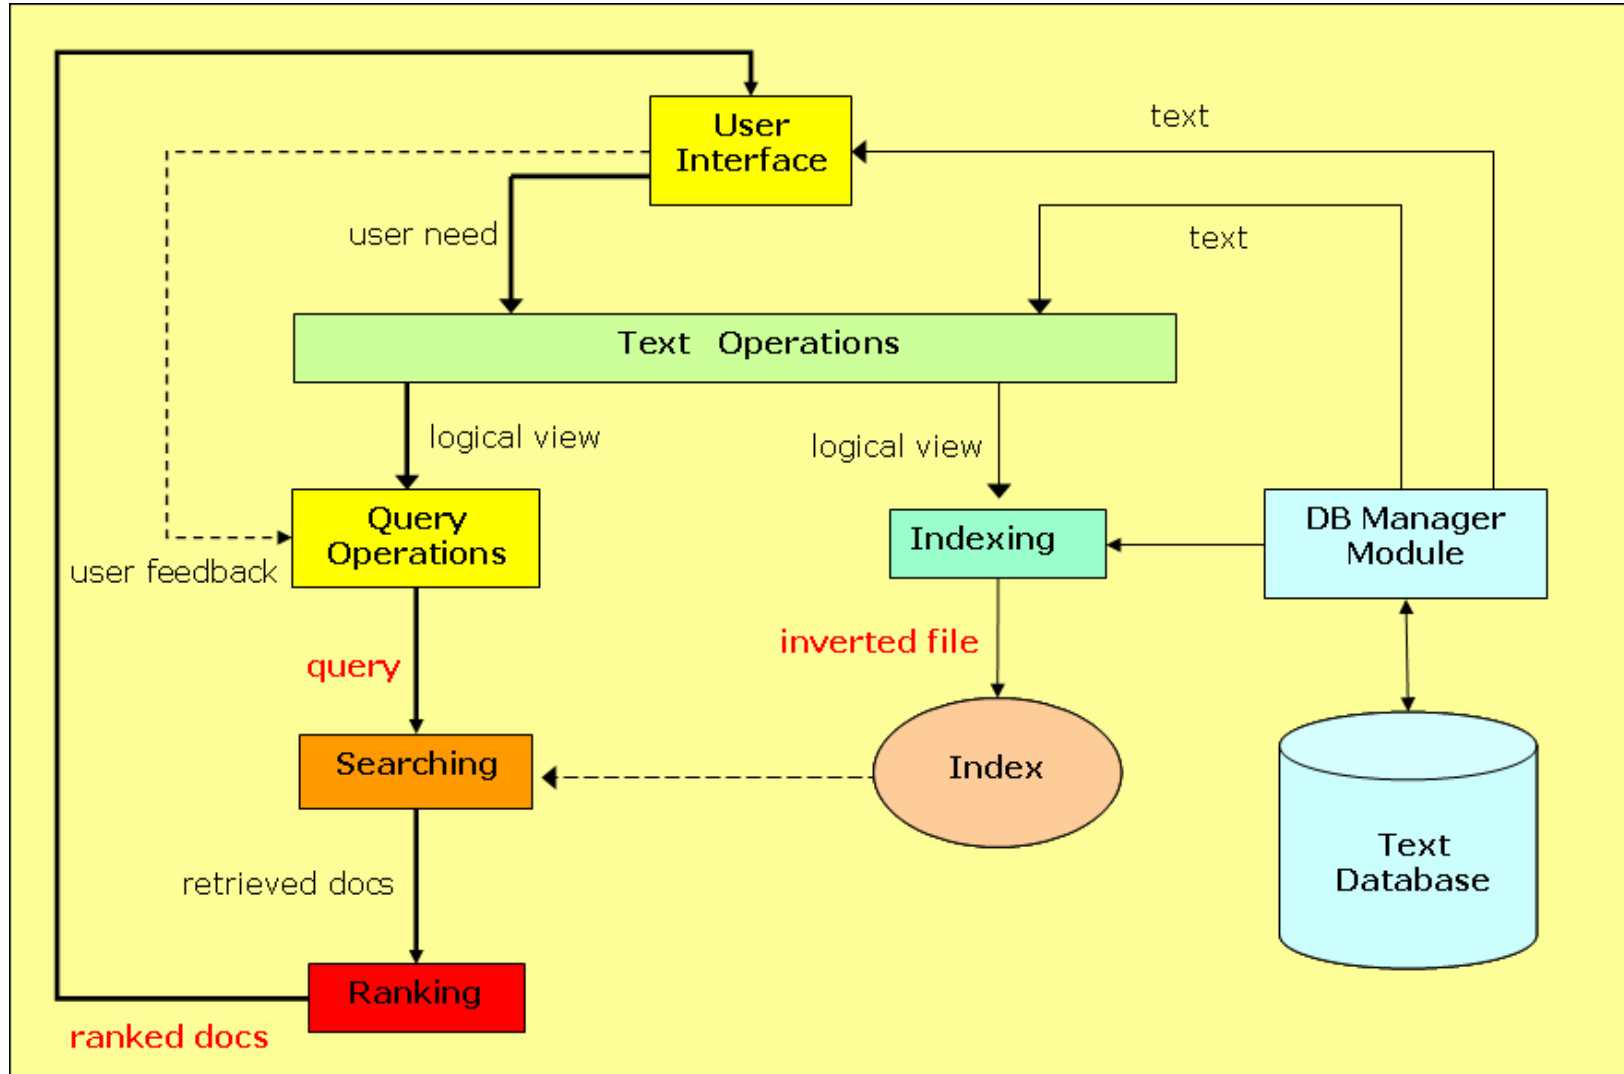 text
User
Interface
user need
text
Text Operations
logical view
logical view
Query
Operations
user feedback
Indexing
DB Manager
Module
query
inverted file
Searching
Index
Text
Database
retrieved docs
Ranking
ranked docs